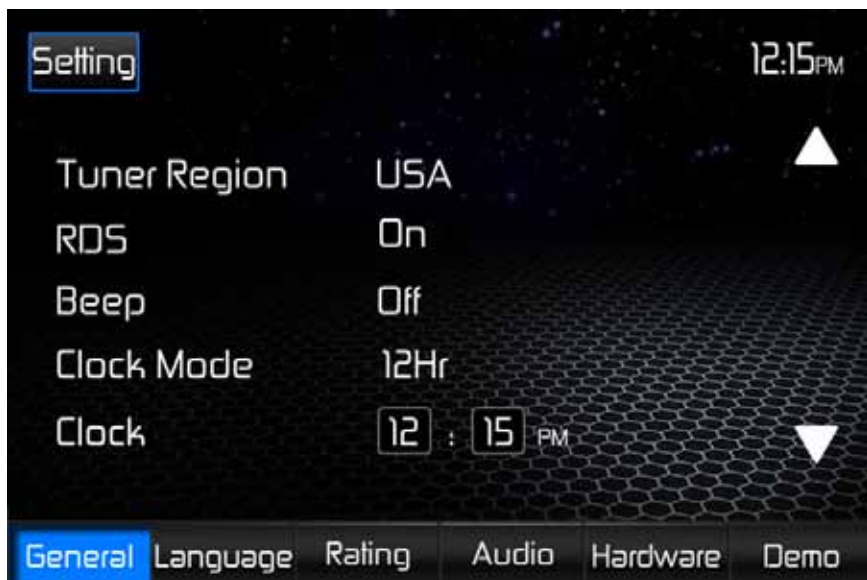 Setting 12:15PM
Tuner Region USA
RDS On
Beep Off
Clock Mode 12Hr
Clock 12 : 15 PM
General Language Rating Audio Hardware Demo